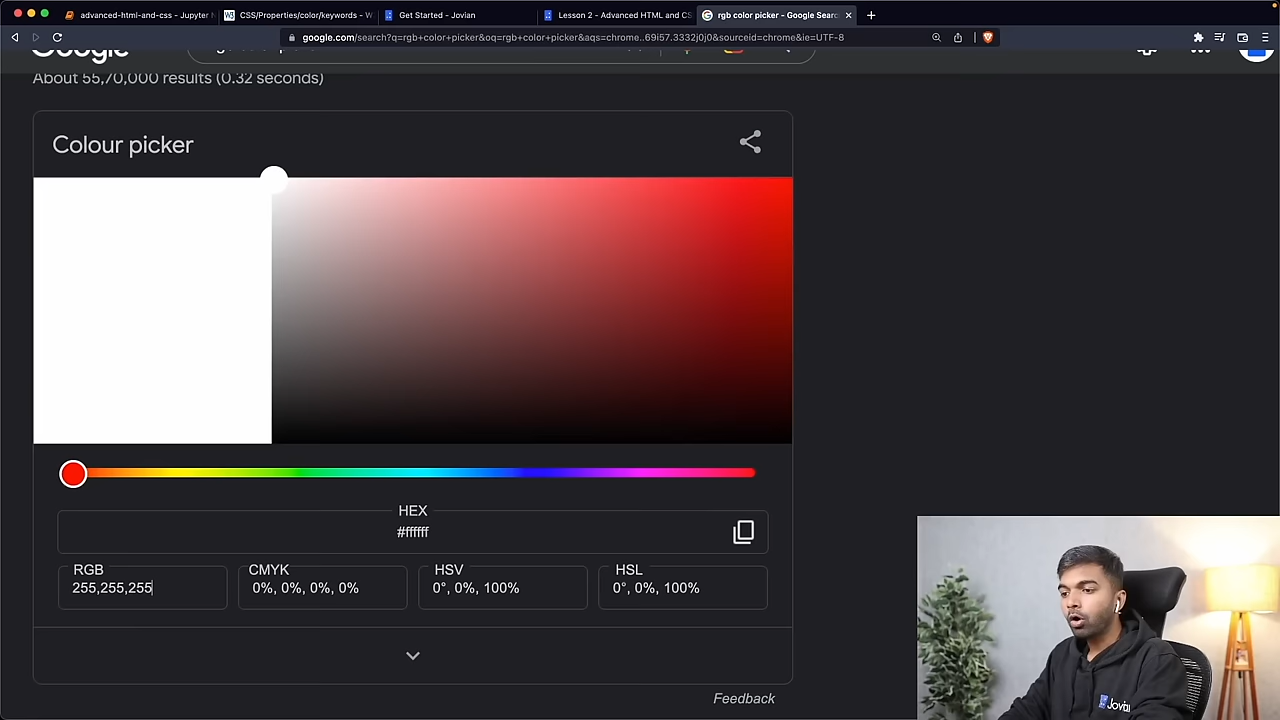 advanced-html-and-css - Jupyter N
CSS/Properties/color/keywords - W
Get Started - Jovian
Lesson 2 - Advanced HTML and CS
rgb color picker - Google Searc
google.com/search?q=rgb+color+picker&oq=rgb+color+picker&aqs=chrome..69i57.3332j0j0&sourceid=chrome&ie=UTF-8
Google
About 55,70,000 results (0.32 seconds)
Colour picker
HEX
#ffffff
RGB
255,255,255
CMYK
0%, 0%, 0%, 0%
HSV
0°, 0%, 100%
HSL
0°, 0%, 100%
Feedback
Jovian